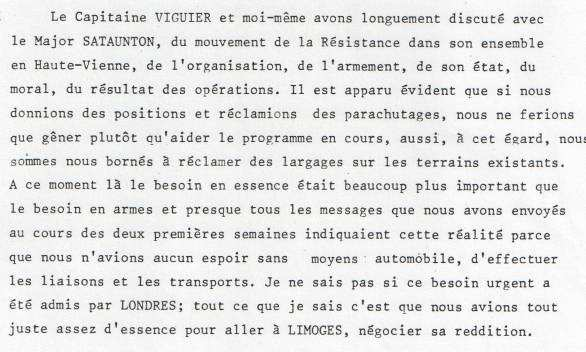 Le Capitaine VIGUIER et moi-même avons longuement discuté avec
le Major SATAUNTON, du mouvement de la Résistance dans son ensemble
en Haute-Vienne, de l'organisation, de l'armement, de son état, du
moral, du résultat des opérations. Il est apparu évident que si nous
donnions des positions et réclamions des parachutages, nous ne ferions
que gêner plutôt qu'aider le programme en cours, aussi, à cet égard, nous
sommes nous bornés à réclamer des largages sur les terrains existants.
A ce moment là le besoin en essence était beaucoup plus important que
le besoin en armes et presque tous les messages que nous avons envoyés
au cours des deux premières semaines indiquaient cette réalité parce
que nous n'avions aucun espoir sans moyens automobile, d'effectuer
les liaisons et les transports. Je ne sais pas si ce besoin urgent a
été admis par LONDRES; tout ce que je sais c'est que nous avions tout
juste assez d'essence pour aller à LIMOGES, négocier sa reddition.